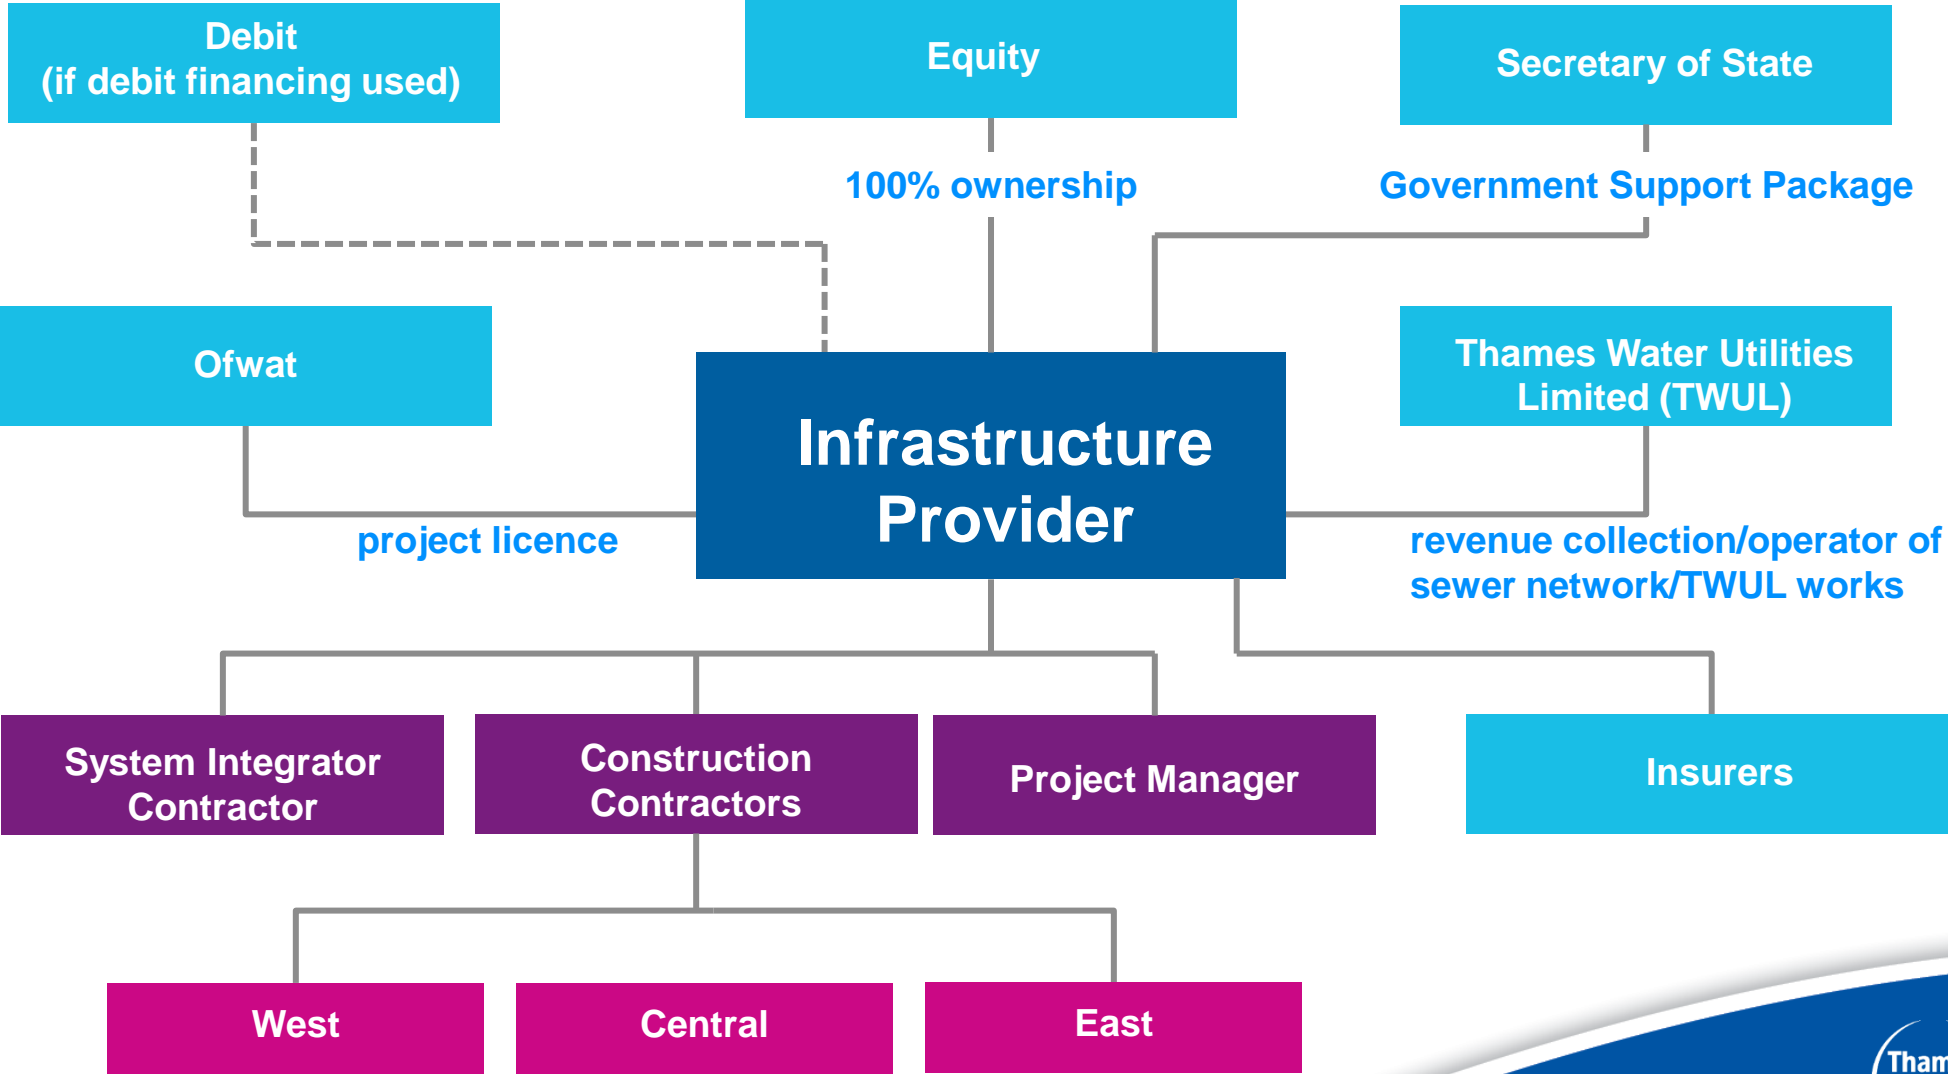 Debit
(if debit financing used)
Equity
Secretary of State
100% ownership
Government Support Package
Ofwat
Infrastructure
Provider
Thames Water Utilities
Limited (TWUL)
project licence
revenue collection/operator of
sewer network/TWUL works
System Integrator
Contractor
Construction
Contractors
Project Manager
Insurers
West
Central
East